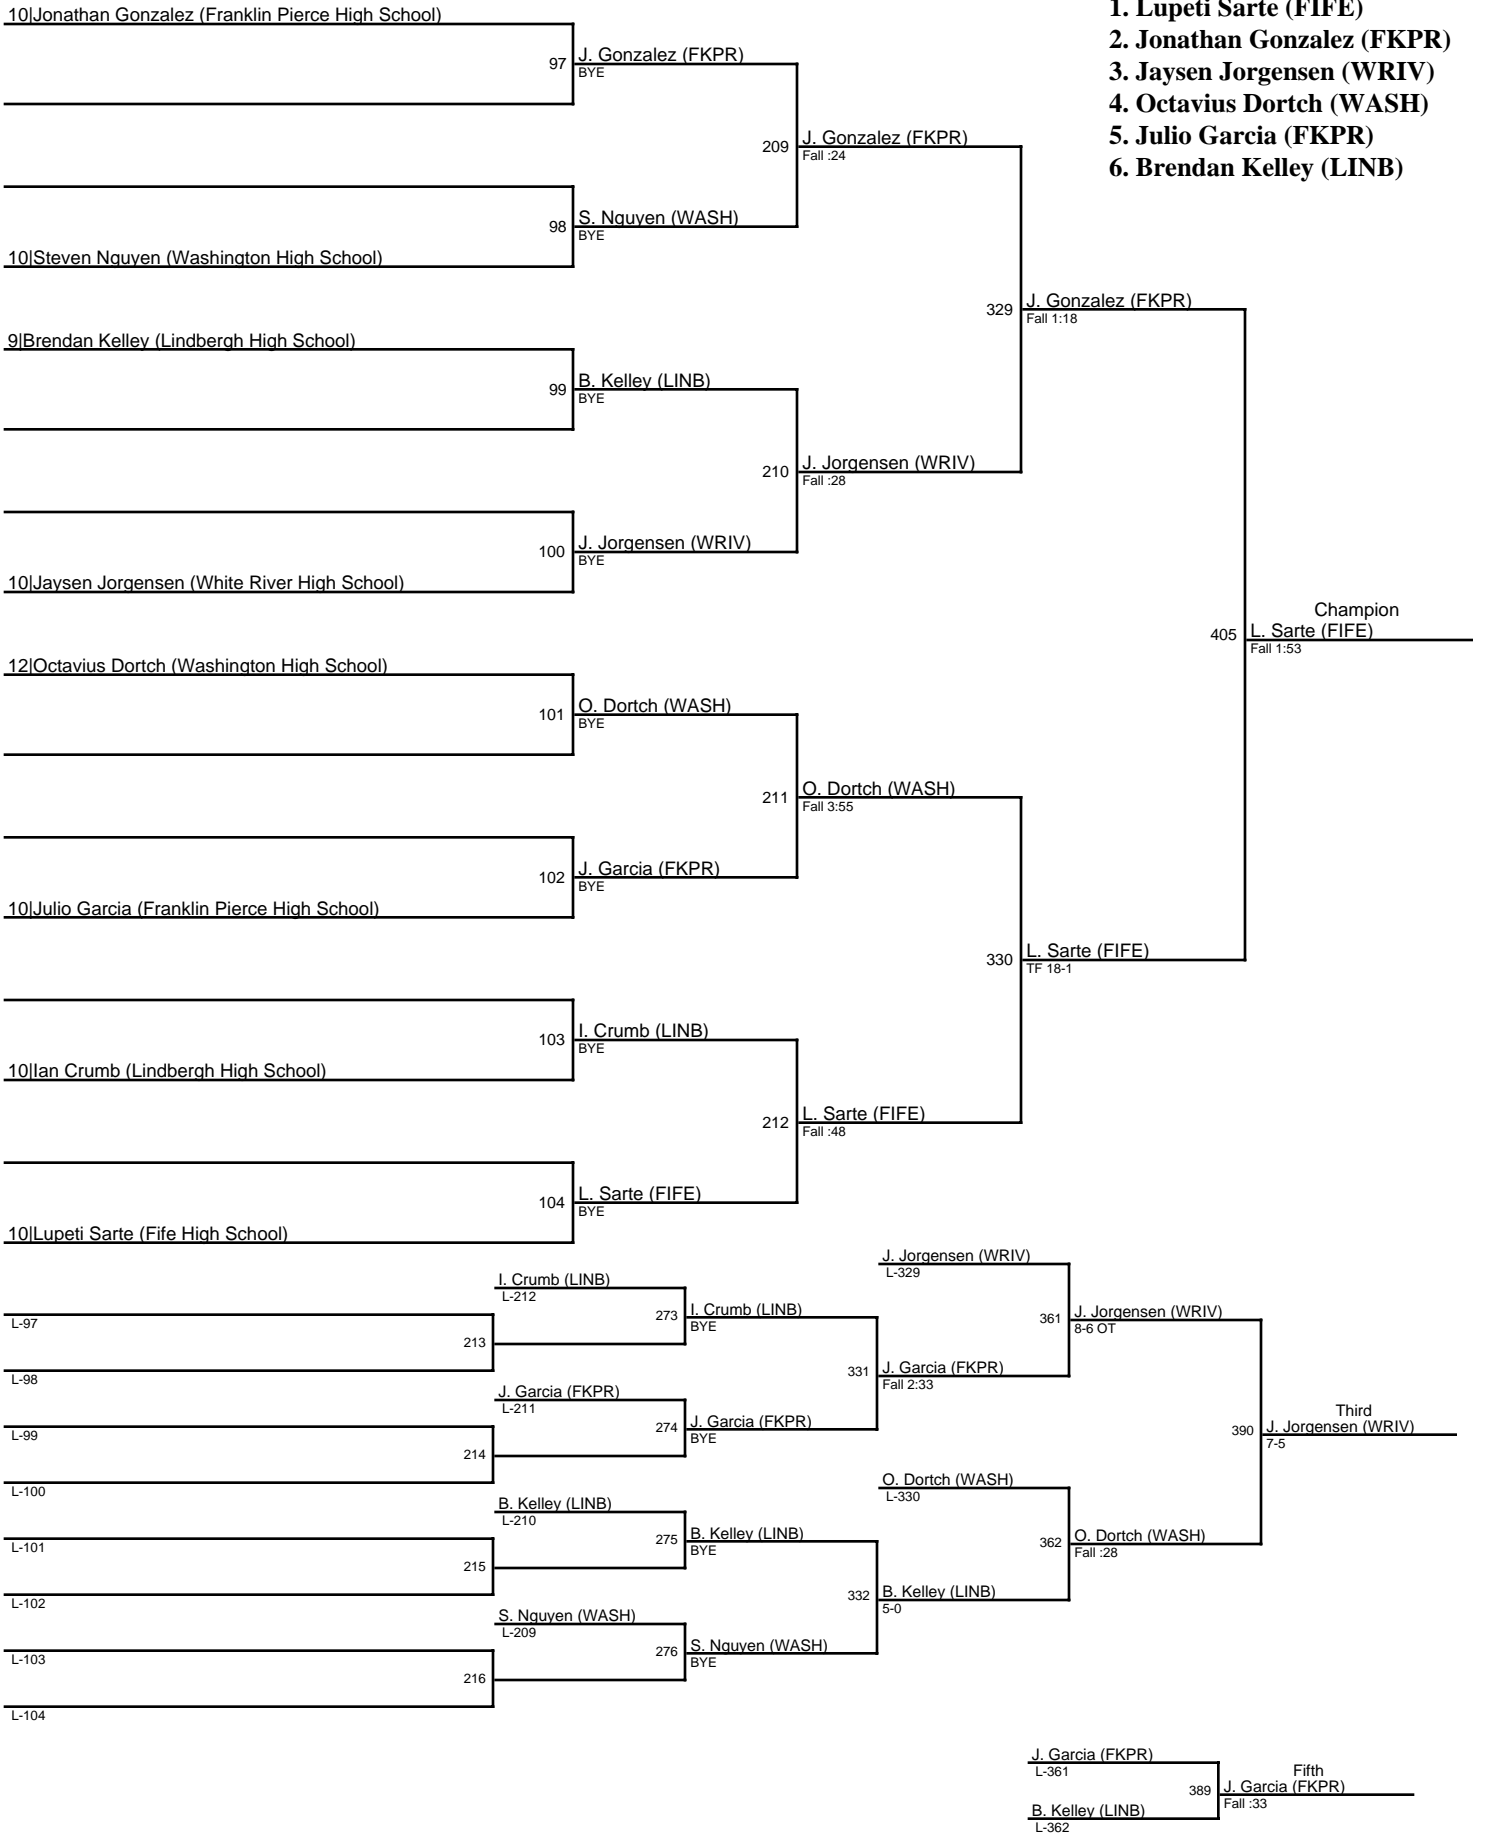 1. Lupeti Sarte (FIFE)
2. Jonathan Gonzalez (FKPR)
3. Jaysen Jorgensen (WRIV)
4. Octavius Dortch (WASH)
5. Julio Garcia (FKPR)
6. Brendan Kelley (LINB)
10|Jonathan Gonzalez (Franklin Pierce High School)
97
J. Gonzalez (FKPR)
BYE
209
J. Gonzalez (FKPR)
Fall :24
98
S. Nguyen (WASH)
BYE
10|Steven Nguyen (Washington High School)
329
J. Gonzalez (FKPR)
Fall 1:18
9|Brendan Kelley (Lindbergh High School)
99
B. Kelley (LINB)
BYE
210
J. Jorgensen (WRIV)
Fall :28
100
J. Jorgensen (WRIV)
BYE
10|Jaysen Jorgensen (White River High School)
Champion
405
L. Sarte (FIFE)
Fall 1:53
12|Octavius Dortch (Washington High School)
101
O. Dortch (WASH)
BYE
211
O. Dortch (WASH)
Fall 3:55
102
J. Garcia (FKPR)
BYE
10|Julio Garcia (Franklin Pierce High School)
330
L. Sarte (FIFE)
TF 18-1
103
I. Crumb (LINB)
BYE
10|Ian Crumb (Lindbergh High School)
212
L. Sarte (FIFE)
Fall :48
104
L. Sarte (FIFE)
BYE
10|Lupeti Sarte (Fife High School)
J. Jorgensen (WRIV)
L-329
I. Crumb (LINB)
L-212
273
I. Crumb (LINB)
BYE
361
J. Jorgensen (WRIV)
8-6 OT
L-97
213
L-98
331
J. Garcia (FKPR)
Fall 2:33
J. Garcia (FKPR)
L-211
274
J. Garcia (FKPR)
BYE
Third
390
J. Jorgensen (WRIV)
7-5
L-99
214
L-100
O. Dortch (WASH)
L-330
B. Kelley (LINB)
L-210
275
B. Kelley (LINB)
BYE
362
O. Dortch (WASH)
Fall :28
L-101
215
L-102
332
B. Kelley (LINB)
5-0
S. Nguyen (WASH)
L-209
276
S. Nguyen (WASH)
BYE
L-103
216
L-104
J. Garcia (FKPR)
L-361
Fifth
389
J. Garcia (FKPR)
Fall :33
B. Kelley (LINB)
L-362